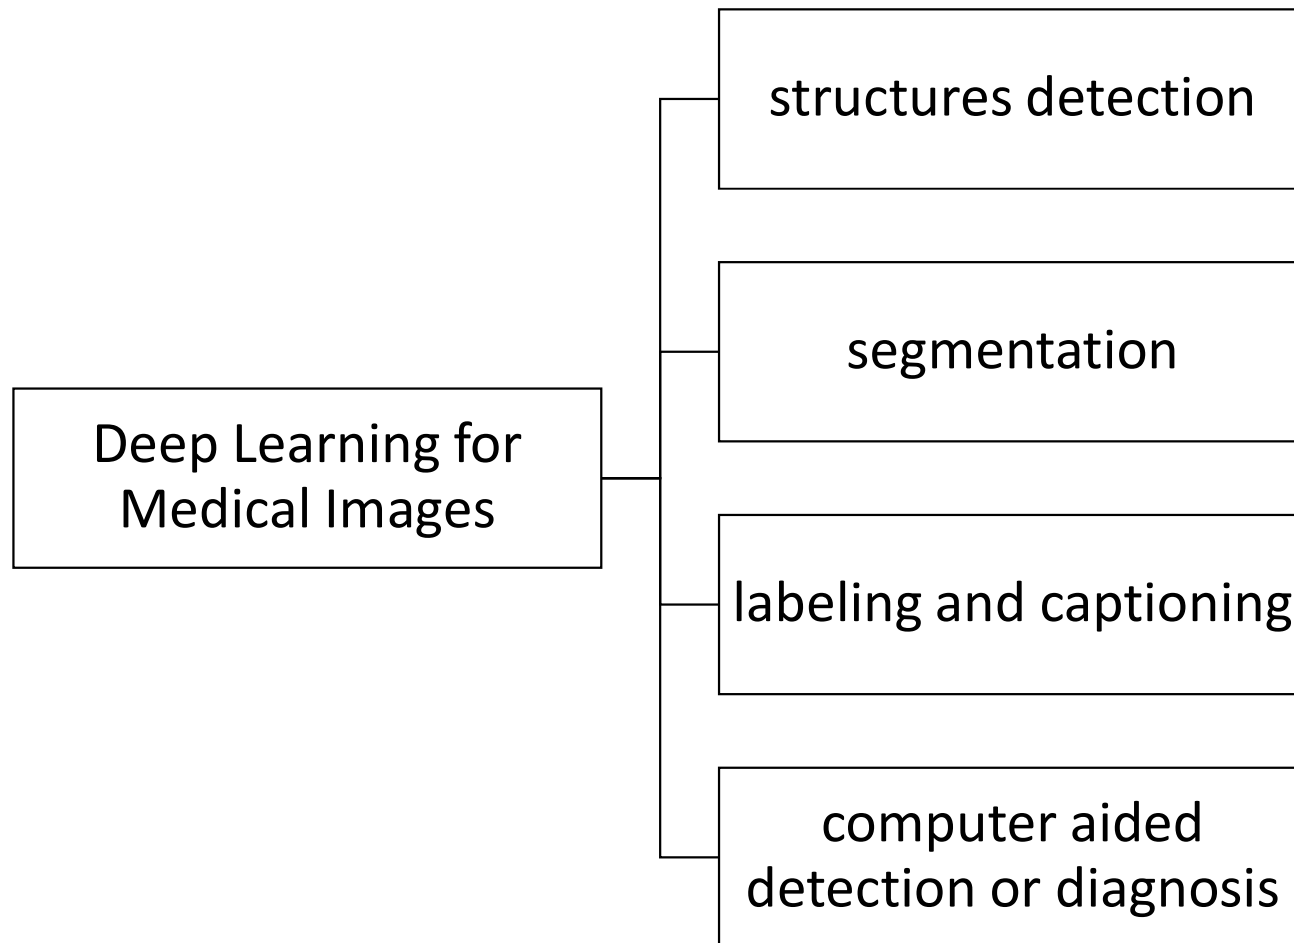 structures detection
segmentation
Deep Learning for
Medical Images
labeling and captioning
computer aided
detection or diagnosis